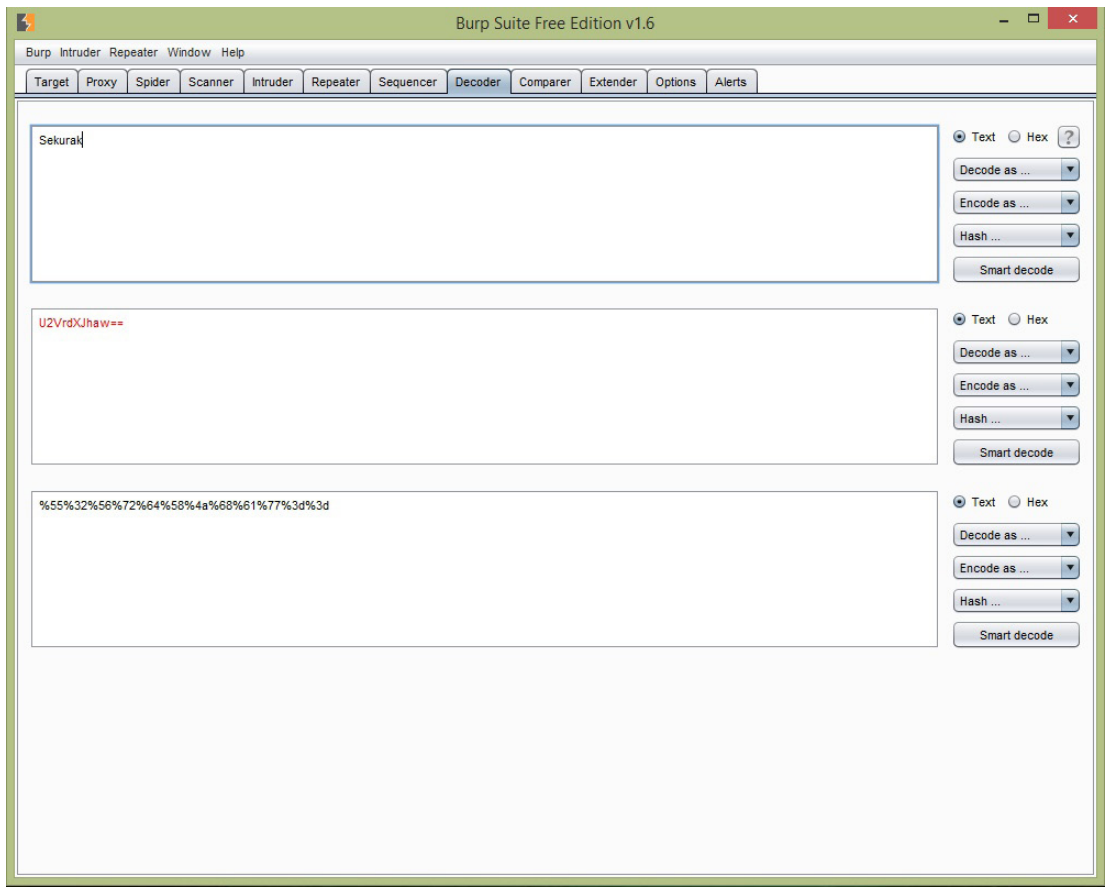 Burp Suite Free Edition v1.6
Burp Intruder Repeater Window Help
Target Proxy Spider Scanner Intruder Repeater Sequencer Decoder Comparer Extender Options Alerts
Sekurak
Text Hex ?
Decode as ...
Encode as ...
Hash ...
Smart decode
U2VrdXJhaw==
Text Hex
Decode as ...
Encode as ...
Hash ...
Smart decode
%55%32%56%72%64%58%4a%68%61%77%3d%3d
Text Hex
Decode as ...
Encode as ...
Hash ...
Smart decode